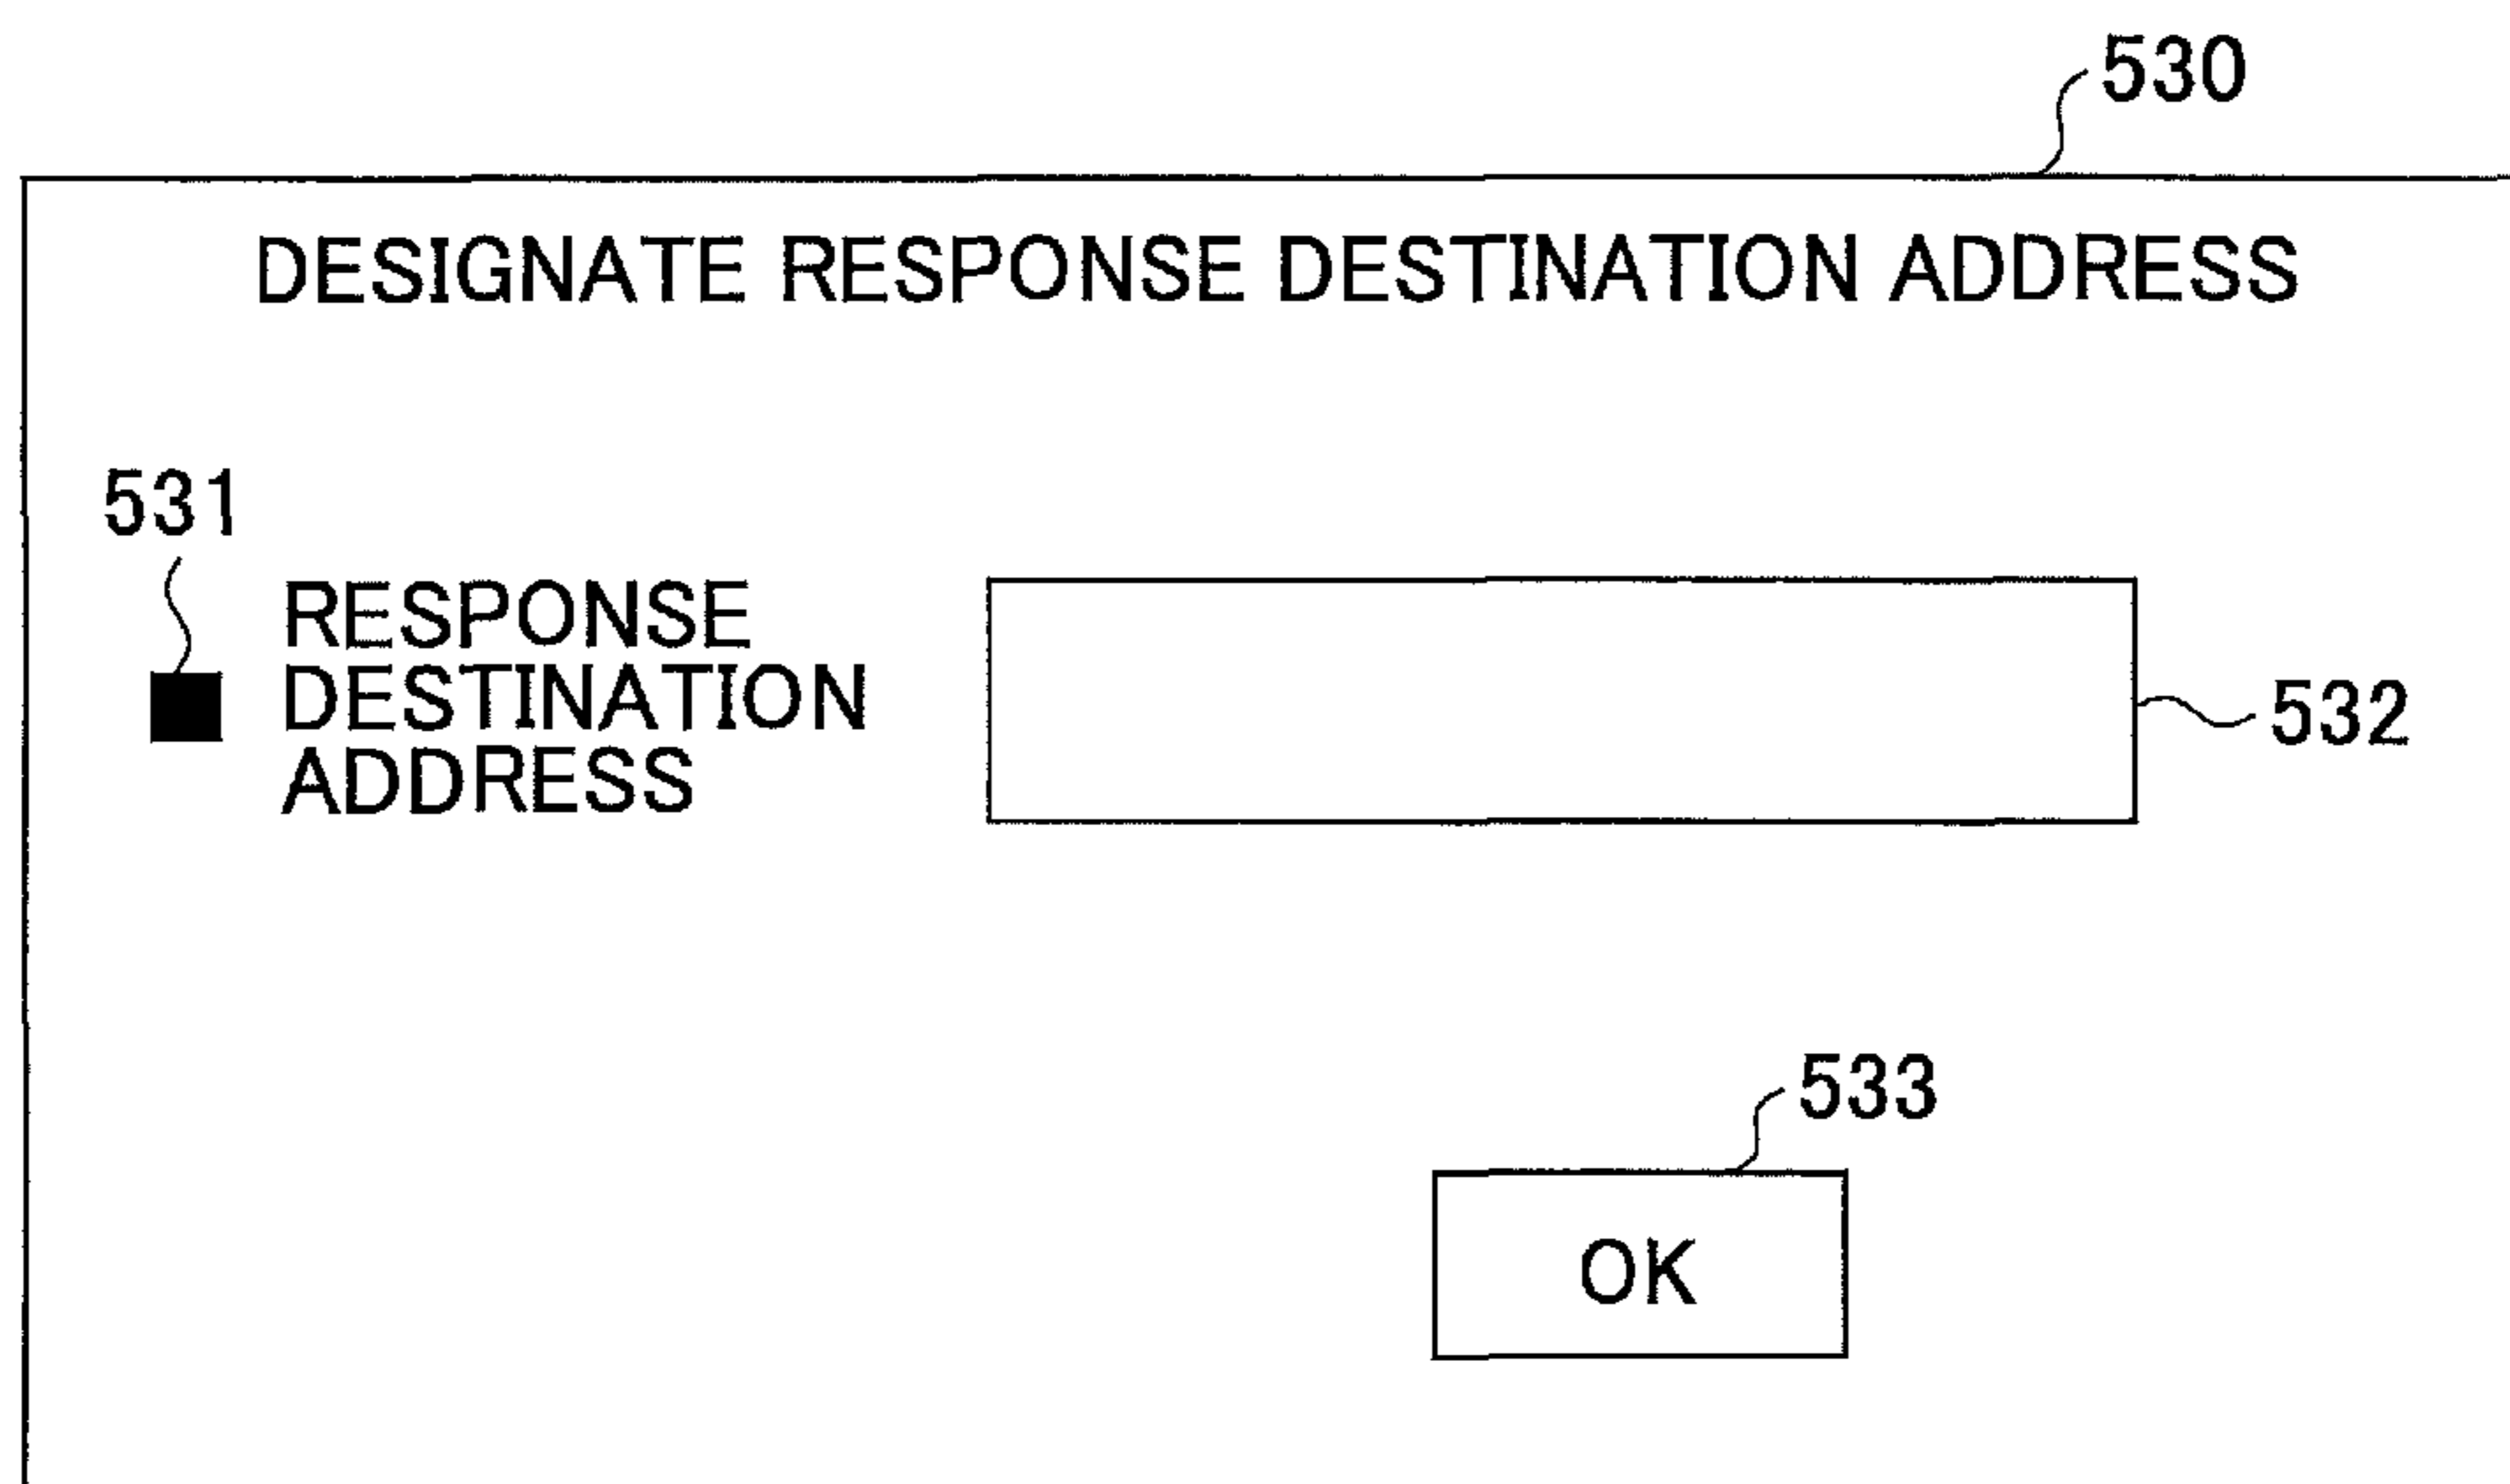 530
DESIGNATE RESPONSE DESTINATION ADDRESS
531
RESPONSE
DESTINATION
ADDRESS
532
533
OK